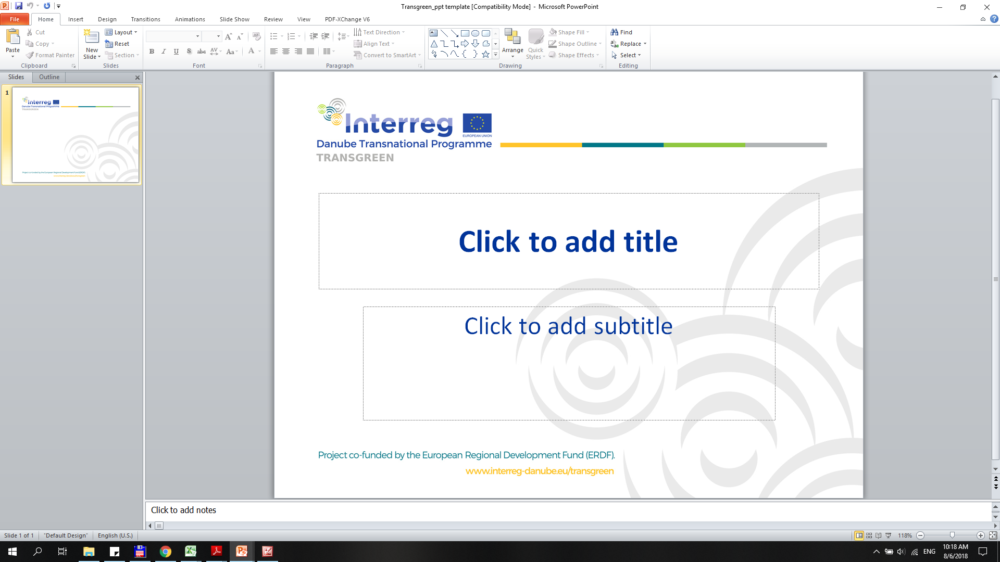 Transgreen_ppt template [Compatibility Mode] - Microsoft PowerPoint
File Home Insert Design Transitions Animations Slide Show Review View PDF-XChange V6
Paste
Cut
Copy
Format Painter
Clipboard
New Slide
Layout
Reset
Section
Slides
B I U S abc AV Aa A
Font
Text Direction
Align Text
Convert to SmartArt
Paragraph
Arrange
Quick Styles
Shape Fill
Shape Outline
Shape Effects
Drawing
Find
Replace
Select
Editing
Slides Outline
1
Interreg
EUROPEAN UNION
Danube Transnational Programme
TRANSGREEN
Click to add title
Click to add subtitle
Project co-funded by the European Regional Development Fund (ERDF).
www.interreg-danube.eu/transgreen
Click to add notes
Slide 1 of 1 "Default Design" English (U.S.) 118%
ENG
10:18 AM
8/6/2018